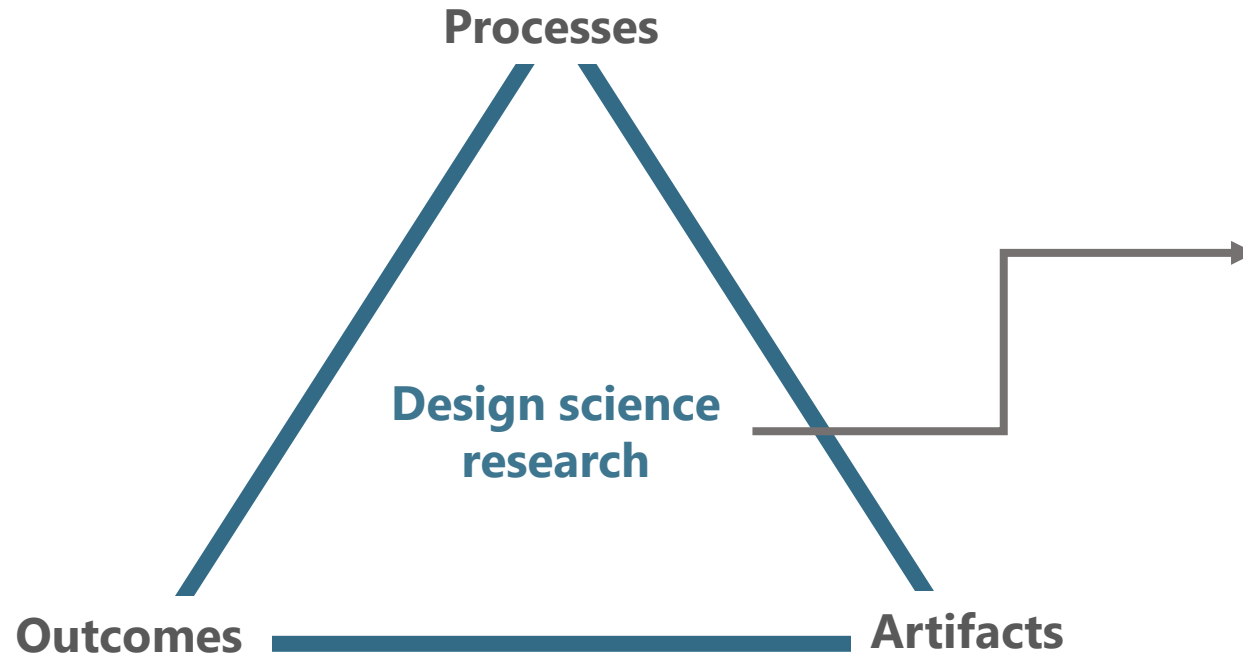 Processes
Design science
research
Outcomes
Artifacts